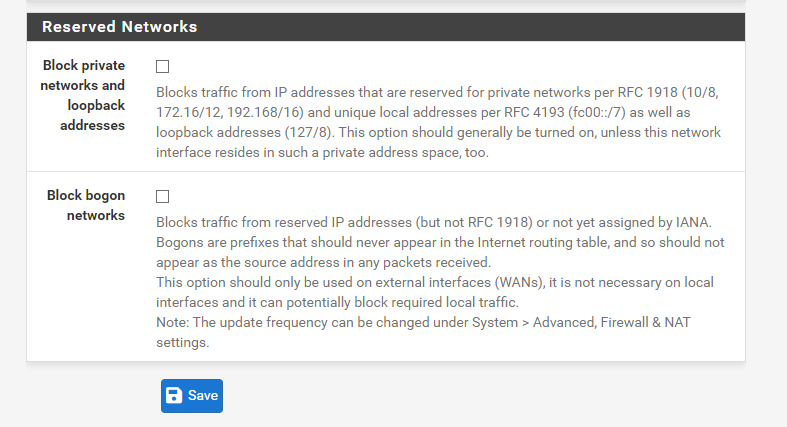 Reserved Networks
Block private
networks and
loopback
addresses
Blocks traffic from IP addresses that are reserved for private networks per RFC 1918 (10/8,
172.16/12, 192.168/16) and unique local addresses per RFC 4193 (fc00::/7) as well as
loopback addresses (127/8). This option should generally be turned on, unless this network
interface resides in such a private address space, too.
Block bogon
networks
Blocks traffic from reserved IP addresses (but not RFC 1918) or not yet assigned by IANA.
Bogons are prefixes that should never appear in the Internet routing table, and so should not
appear as the source address in any packets received.
This option should only be used on external interfaces (WANs), it is not necessary on local
interfaces and it can potentially block required local traffic.
Note: The update frequency can be changed under System > Advanced, Firewall & NAT
settings.
Save